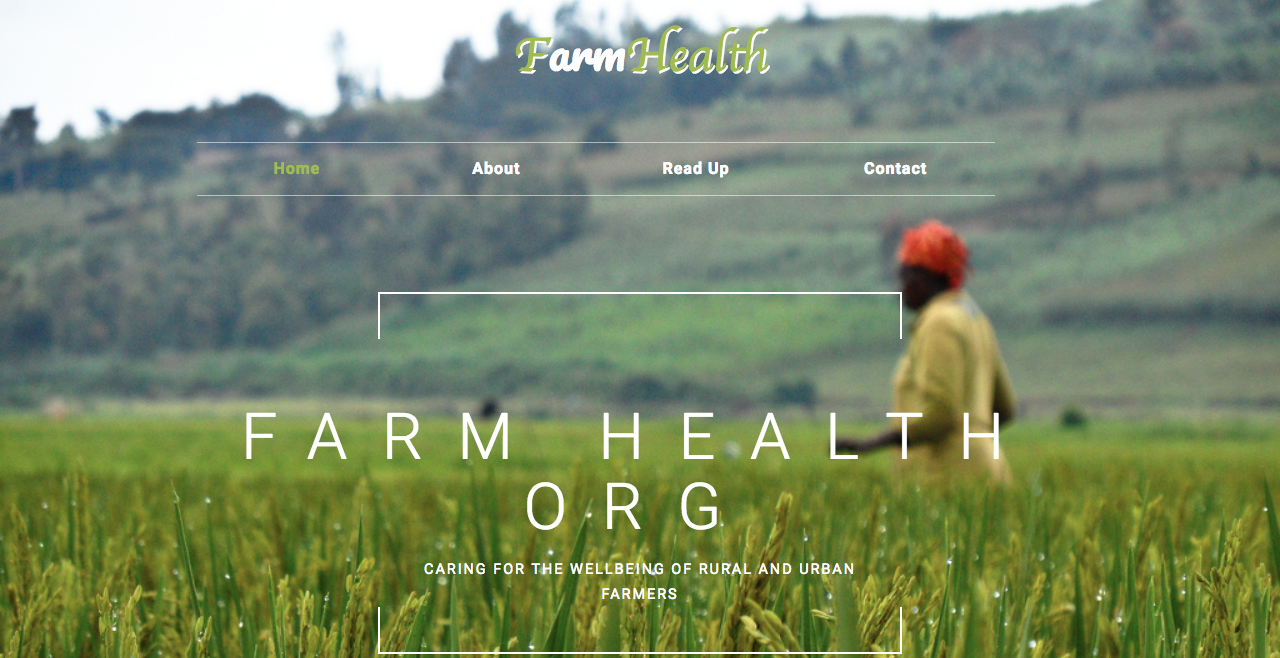 FarmHealth
Home About Read Up Contact
FARM HEALTH
ORG
CARING FOR THE WELLBEING OF RURAL AND URBAN
FARMERS